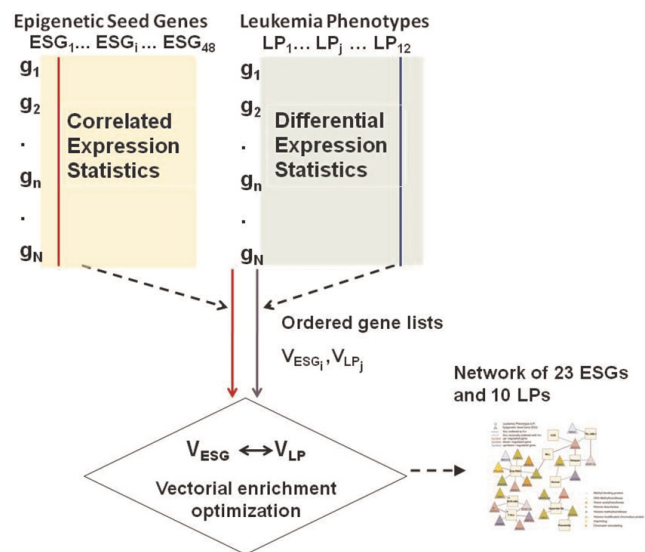 Epigenetic Seed Genes
ESG1... ESGi ... ESG48
g1
g2
.
gn
.
gN
Correlated
Expression
Statistics
Leukemia Phenotypes
LP1... LPj ... LP12
g1
g2
.
gn
.
gN
Differential
Expression
Statistics
Ordered gene lists
VESGi, VLPj
VESG ↔ VLP
Vectorial enrichment
optimization
Network of 23 ESGs
and 10 LPs